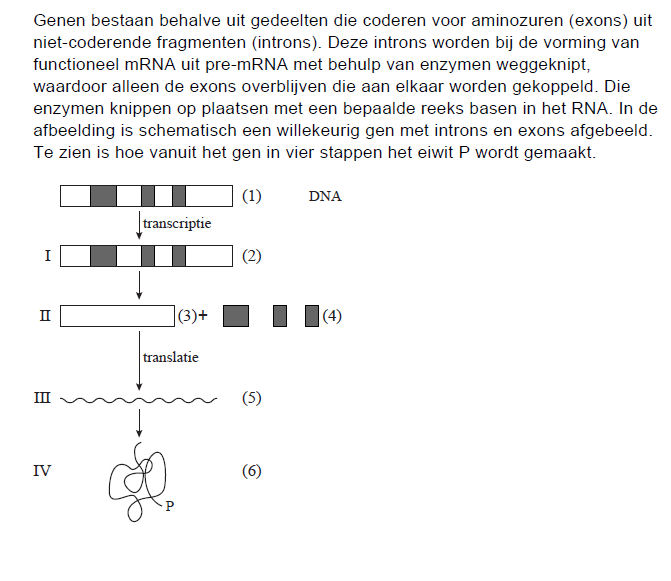 Genen bestaan behalve uit gedeelten die coderen voor aminozuren (exons) uit
niet-coderende fragmenten (introns). Deze introns worden bij de vorming van
functioneel mRNA uit pre-mRNA met behulp van enzymen weggeknipt,
waardoor alleen de exons overblijven die aan elkaar worden gekoppeld. Die
enzymen knippen op plaatsen met een bepaalde reeks basen in het RNA. In de
afbeelding is schematisch een willekeurig gen met introns en exons afgebeeld.
Te zien is hoe vanuit het gen in vier stappen het eiwit P wordt gemaakt.
(1) DNA
transcriptie
I (2)
II (3)+ (4)
translatie
III (5)
IV (6)
P